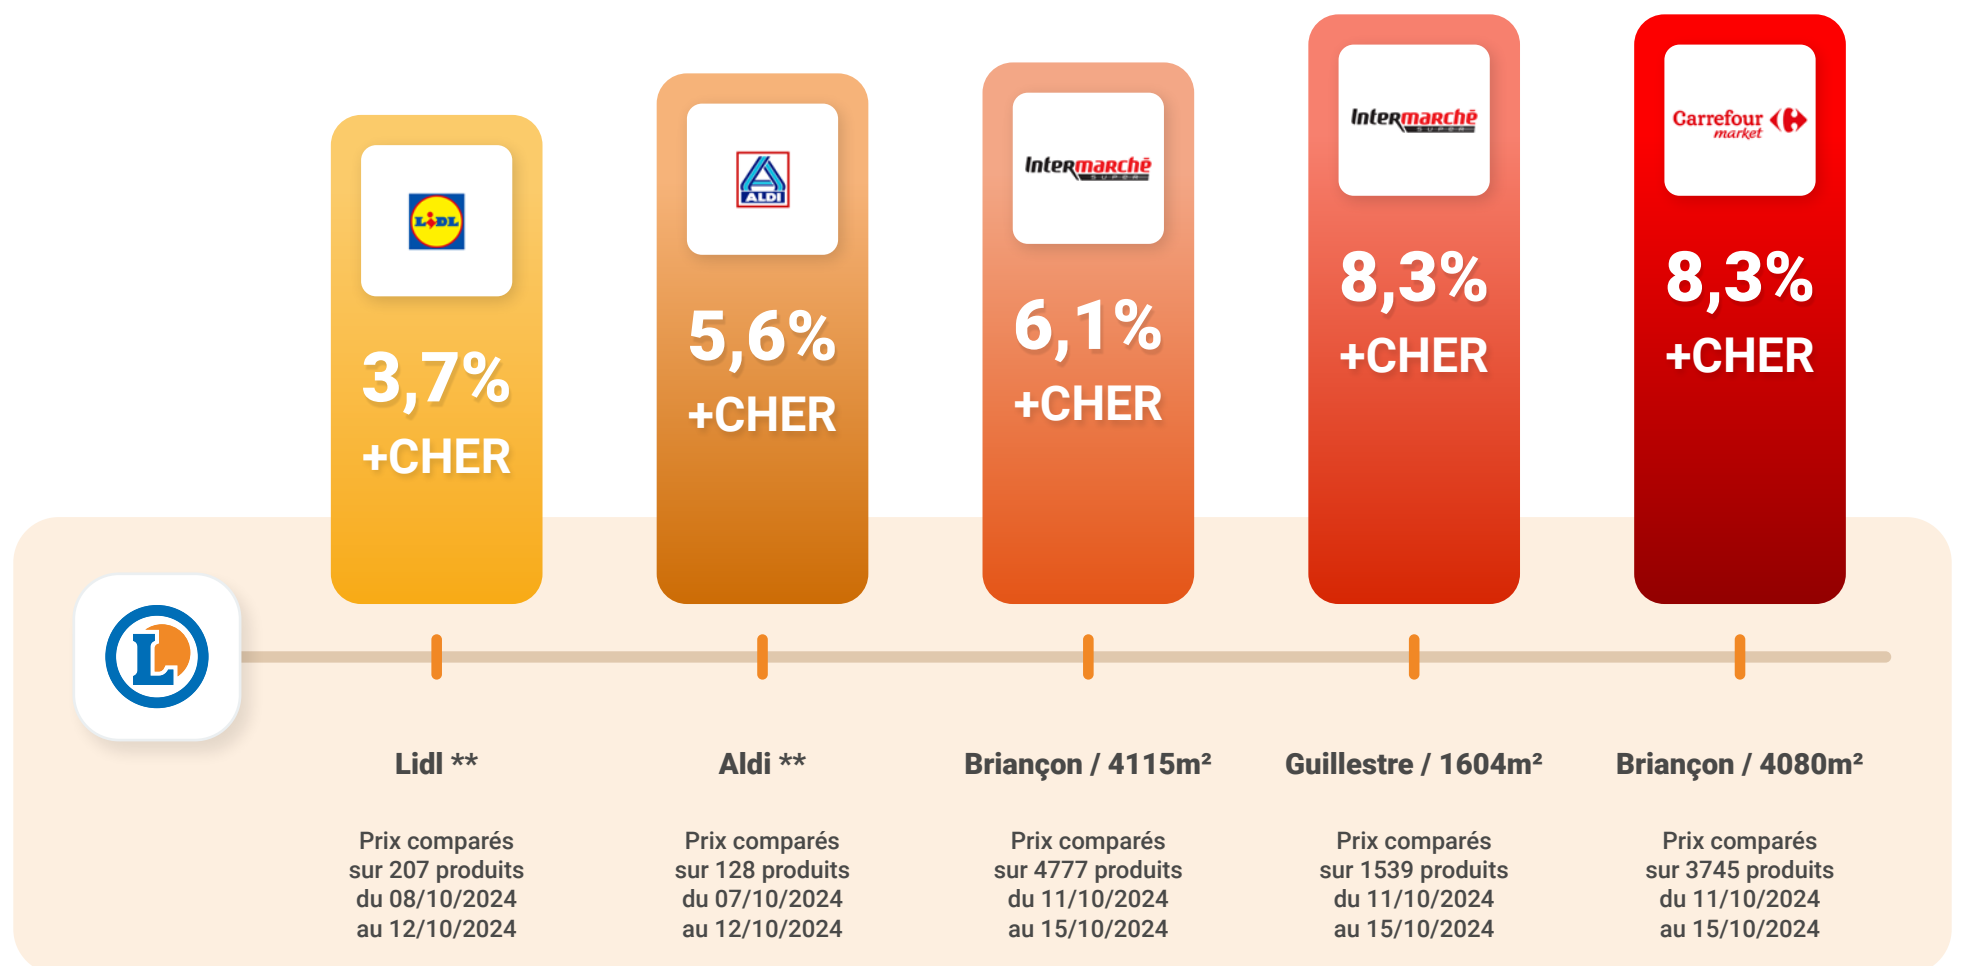 LIDL
3,7%
+CHER
ALDI
5,6%
+CHER
Intermarchē
SUPER
6,1%
+CHER
Intermarchē
SUPER
8,3%
+CHER
Carrefour
market
8,3%
+CHER
L
Lidl **
Prix comparés
sur 207 produits
du 08/10/2024
au 12/10/2024
Aldi **
Prix comparés
sur 128 produits
du 07/10/2024
au 12/10/2024
Briançon / 4115m²
Prix comparés
sur 4777 produits
du 11/10/2024
au 15/10/2024
Guillestre / 1604m²
Prix comparés
sur 1539 produits
du 11/10/2024
au 15/10/2024
Briançon / 4080m²
Prix comparés
sur 3745 produits
du 11/10/2024
au 15/10/2024